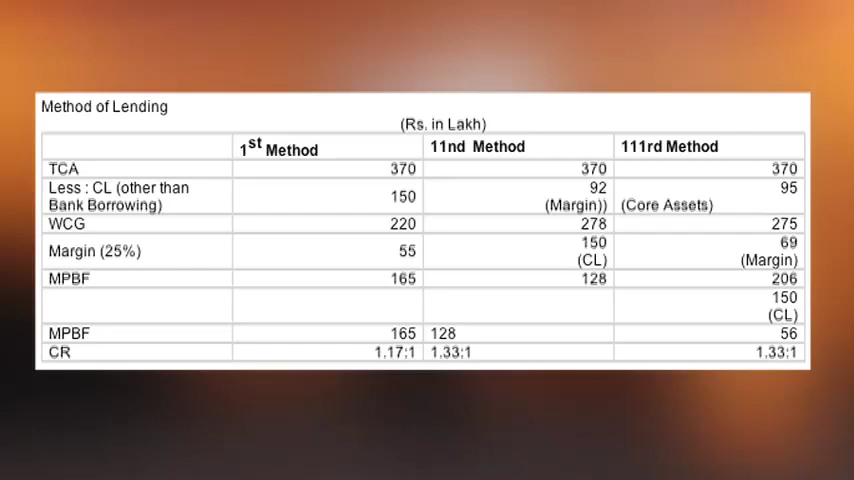 Method of Lending
(Rs. in Lakh)
1st Method 11nd Method 111rd Method
TCA 370 370 370
Less : CL (other than 92 95
Bank Borrowing) 150 (Margin)) (Core Assets)
WCG 220 278 275
Margin (25%) 55 150 69
(CL) (Margin)
MPBF 165 128 206
150
(CL)
MPBF 165 128 56
CR 1.17:1 1.33:1 1.33:1